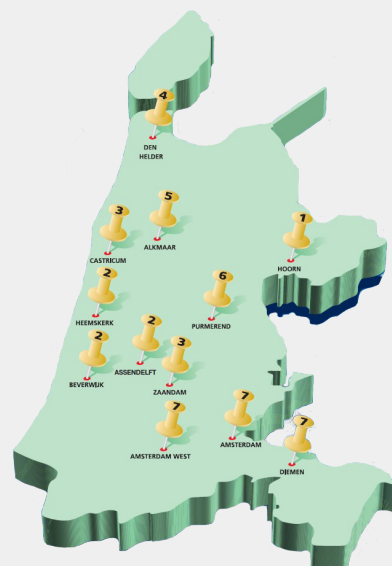 4
DEN
HELDER
5
ALKMAAR
3
CASTRICUM
1
HOORN
2
HEEMSKERK
6
PURMEREND
2
ASSENDELFT
2
BEVERWIJK
3
ZAANDAM
7
AMSTERDAM WEST
7
AMSTERDAM
7
DIEMEN